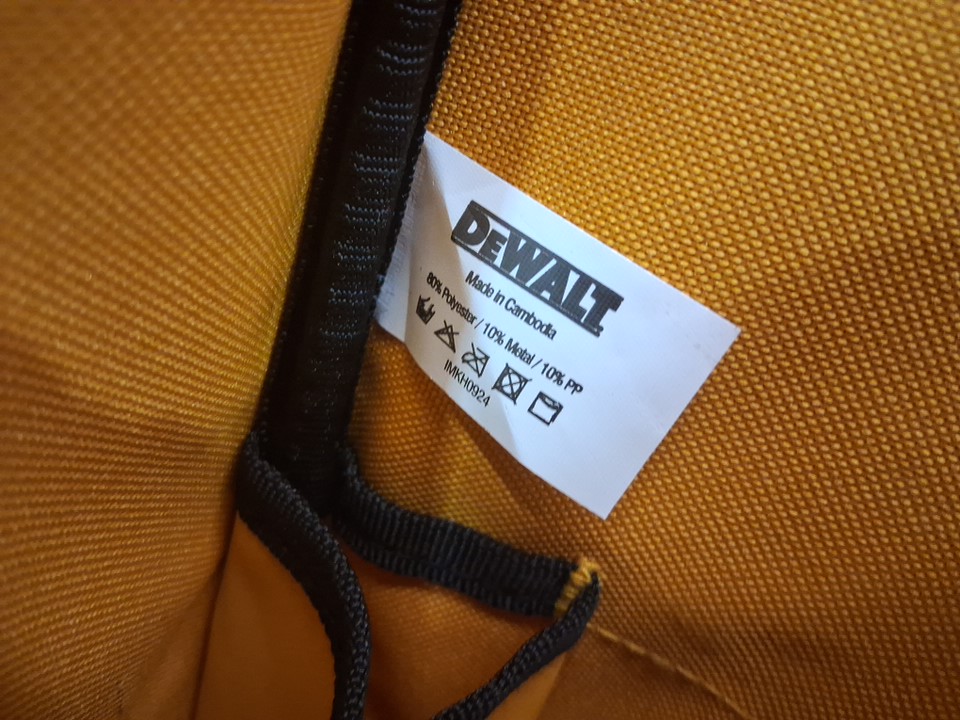 DEWALT
Made in Cambodia
80% Polyester / 10% Metal / 10% PP
IMKH0924